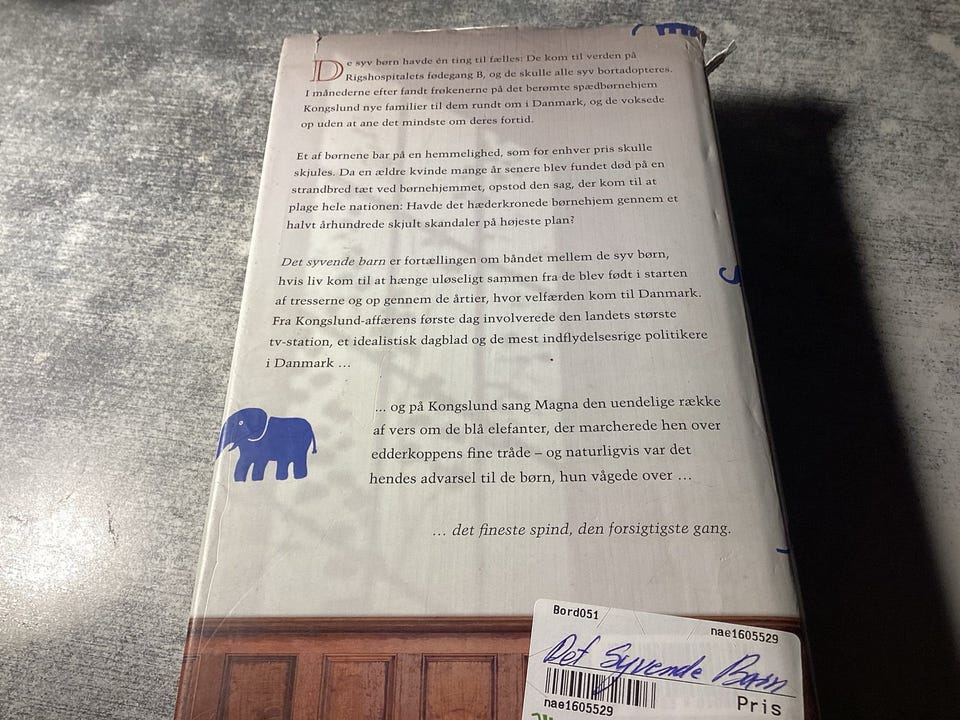 De syv børn havde én ting til fælles: De kom til verden på
Rigshospitalets fødegang B, og de skulle alle syv bortadopteres.
I månederne efter fandt frøkenerne på det berømte spædbørnehjem
Kongslund nye familier til dem rundt om i Danmark, og de voksede
op uden at ane det mindste om deres fortid.
Et af børnene bar på en hemmelighed, som for enhver pris skulle
skjules. Da en ældre kvinde mange år senere blev fundet død på en
strandbred tæt ved børnehjemmet, opstod den sag, der kom til at
plage hele nationen: Havde det hæderkronede børnehjem gennem et
halvt århundrede skjult skandaler på højeste plan?
Det syvende barn er fortællingen om båndet mellem de syv børn,
hvis liv kom til at hænge uløseligt sammen fra de blev født i starten
af tresserne og op gennem de årtier, hvor velfærden kom til Danmark.
Fra Kongslund-affærens første dag involverede den landets største
tv-station, et idealistisk dagblad og de mest indflydelsesrige politikere
i Danmark ...
... og på Kongslund sang Magna den uendelige række
af vers om de blå elefanter, der marcherede hen over
edderkoppens fine tråde – og naturligvis var det
hendes advarsel til de børn, hun vågede over ...
... det fineste spind, den forsigtigste gang.
Bord051
nae1605529
Det Syvende Barn
Pris
nae1605529